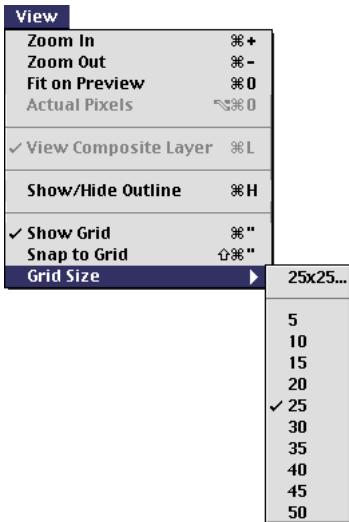 View
Zoom In ⌘+
Zoom Out ⌘-
Fit on Preview ⌘0
Actual Pixels ⌥⌘0
✓ View Composite Layer ⌘L
Show/Hide Outline ⌘H
✓ Show Grid ⌘"
Snap to Grid ⇧⌘"
Grid Size ▶
25x25...
5
10
15
20
✓ 25
30
35
40
45
50